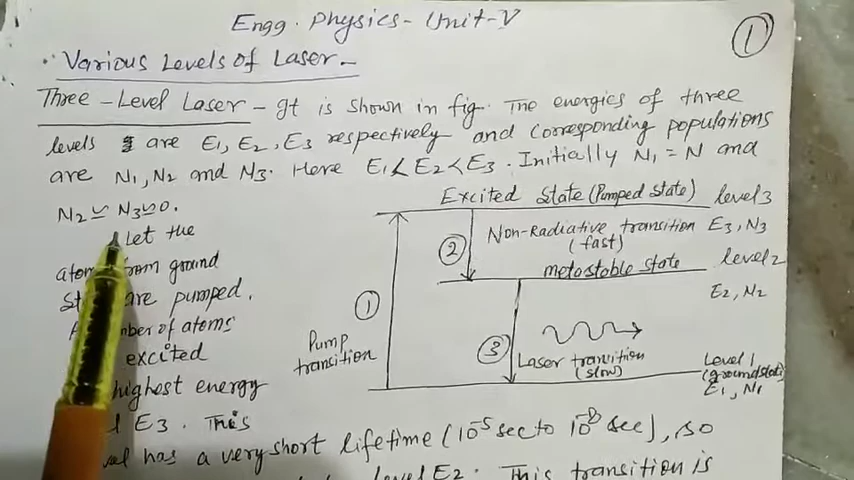 Engg. Physics - Unit-V
1
Various Levels of Laser -
Three - Level Laser - It is shown in fig. The energies of three
levels are E1, E2, E3 respectively and corresponding populations
are N1, N2 and N3. Here E1 < E2 < E3. Initially N1 = N and
N2 ≃ N3 ≃ 0.
Let the
from ground
are pumped.
of atoms
excited
highest energy
E3. This
has a very short lifetime (10-5 sec to 10-8 sec), so
level E2. This transition is
Excited State (Pumped State) level 3
2 Non-Radiative transition E3, N3
(fast)
metastable state level 2
E2, N2
1
Pump
transition
3 Laser transition
(slow)
Level 1
(ground state)
E1, N1